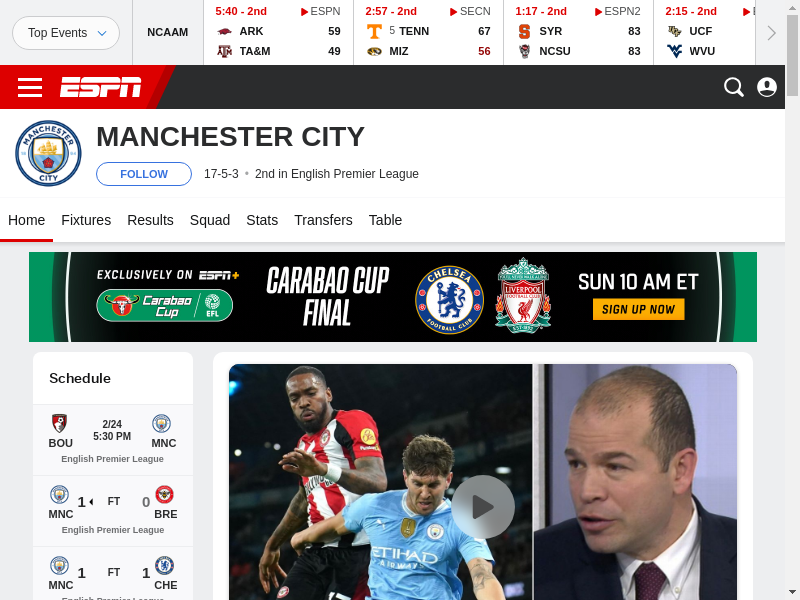 Top Events
NCAAM
5:40 - 2nd
ESPN
ARK 59
TA&M 49
2:57 - 2nd
SECN
5 TENN 67
MIZ 56
1:17 - 2nd
ESPN2
SYR 83
NCSU 83
2:15 - 2nd
UCF
WVU
ESPN
MANCHESTER CITY
FOLLOW
17-5-3 • 2nd in English Premier League
Home
Fixtures
Results
Squad
Stats
Transfers
Table
EXCLUSIVELY ON ESPN+
Carabao Cup
EFL
CARABAO CUP
FINAL
CHELSEA
FOOTBALL CLUB
LIVERPOOL
FOOTBALL CLUB
SUN 10 AM ET
SIGN UP NOW
Schedule
BOU
2/24
5:30 PM
MNC
English Premier League
MNC
1
FT
0
BRE
English Premier League
MNC
1
FT
1
CHE
English Premier League
ETIHAD
AIRWAYS